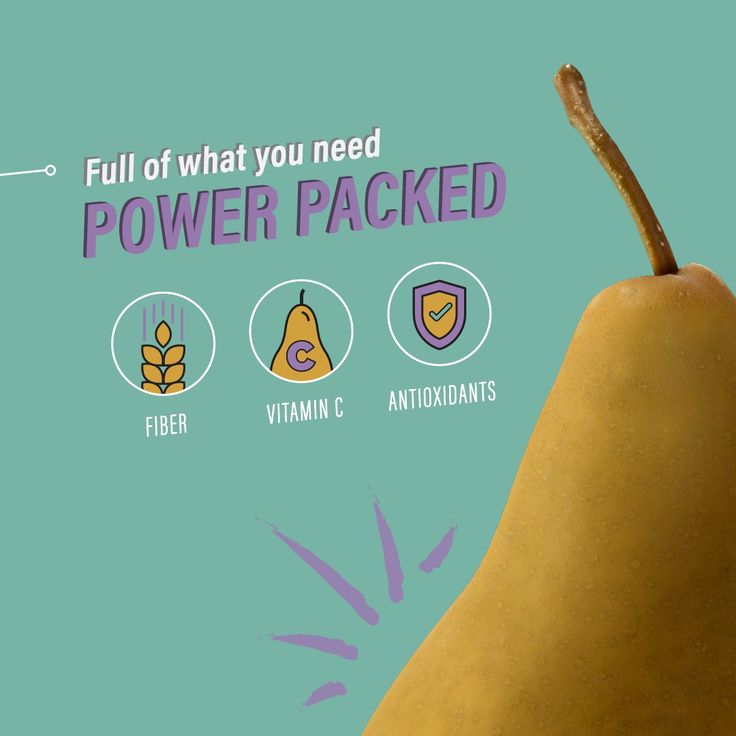 Full of what you need
POWER PACKED
C
FIBER
VITAMIN C
ANTIOXIDANTS